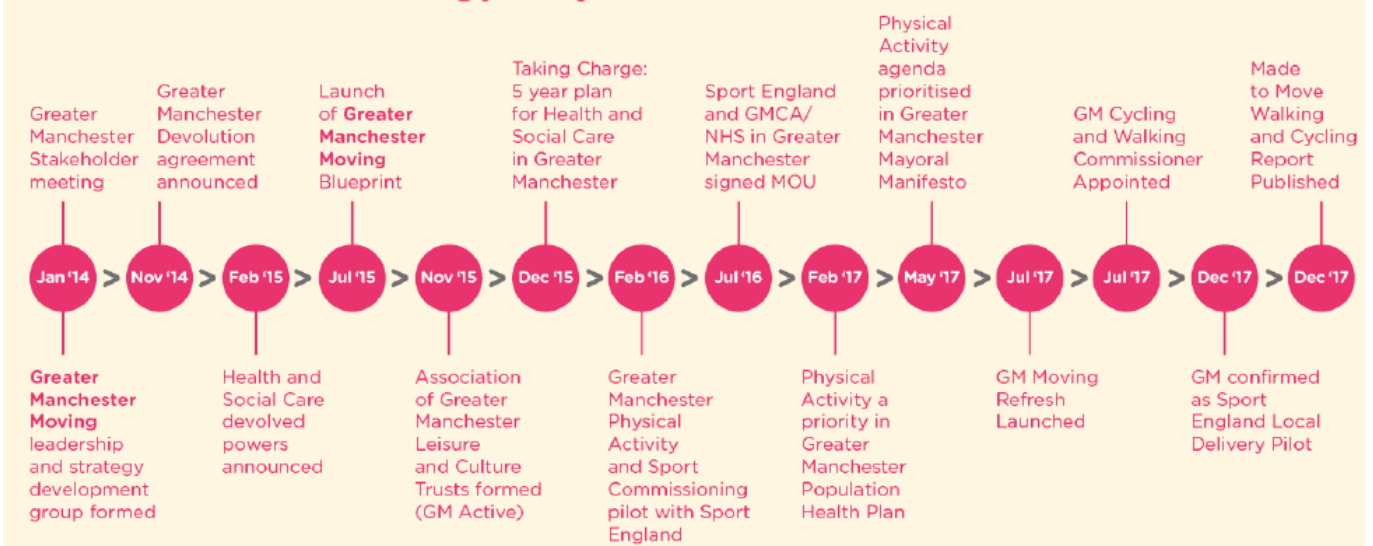 Greater
Manchester
Stakeholder
meeting
Greater
Manchester
Devolution
agreement
announced
Launch
of Greater
Manchester
Moving
Blueprint
Taking Charge:
5 year plan
for Health and
Social Care
in Greater
Manchester
Sport England
and GMCA/
NHS in Greater
Manchester
signed MOU
Physical
Activity
agenda
prioritised
in Greater
Manchester
Mayoral
Manifesto
GM Cycling
and Walking
Commissioner
Appointed
Made
to Move
Walking
and Cycling
Report
Published
Jan '14 > Nov '14 > Feb '15 > Jul '15 > Nov '15 > Dec '15 > Feb '16 > Jul '16 > Feb '17 > May '17 > Jul '17 > Jul '17 > Dec '17 > Dec '17
Greater
Manchester
Moving
leadership
and strategy
development
group formed
Health and
Social Care
devolved
powers
announced
Association
of Greater
Manchester
Leisure
and Culture
Trusts formed
(GM Active)
Greater
Manchester
Physical
Activity
and Sport
Commissioning
pilot with Sport
England
Physical
Activity a
priority in
Greater
Manchester
Population
Health Plan
GM Moving
Refresh
Launched
GM confirmed
as Sport
England Local
Delivery Pilot